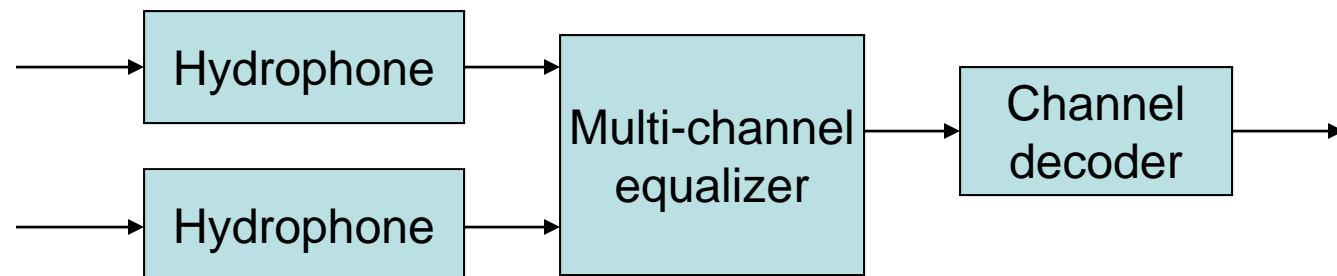 Hydrophone
Hydrophone
Multi-channel
equalizer
Channel
decoder